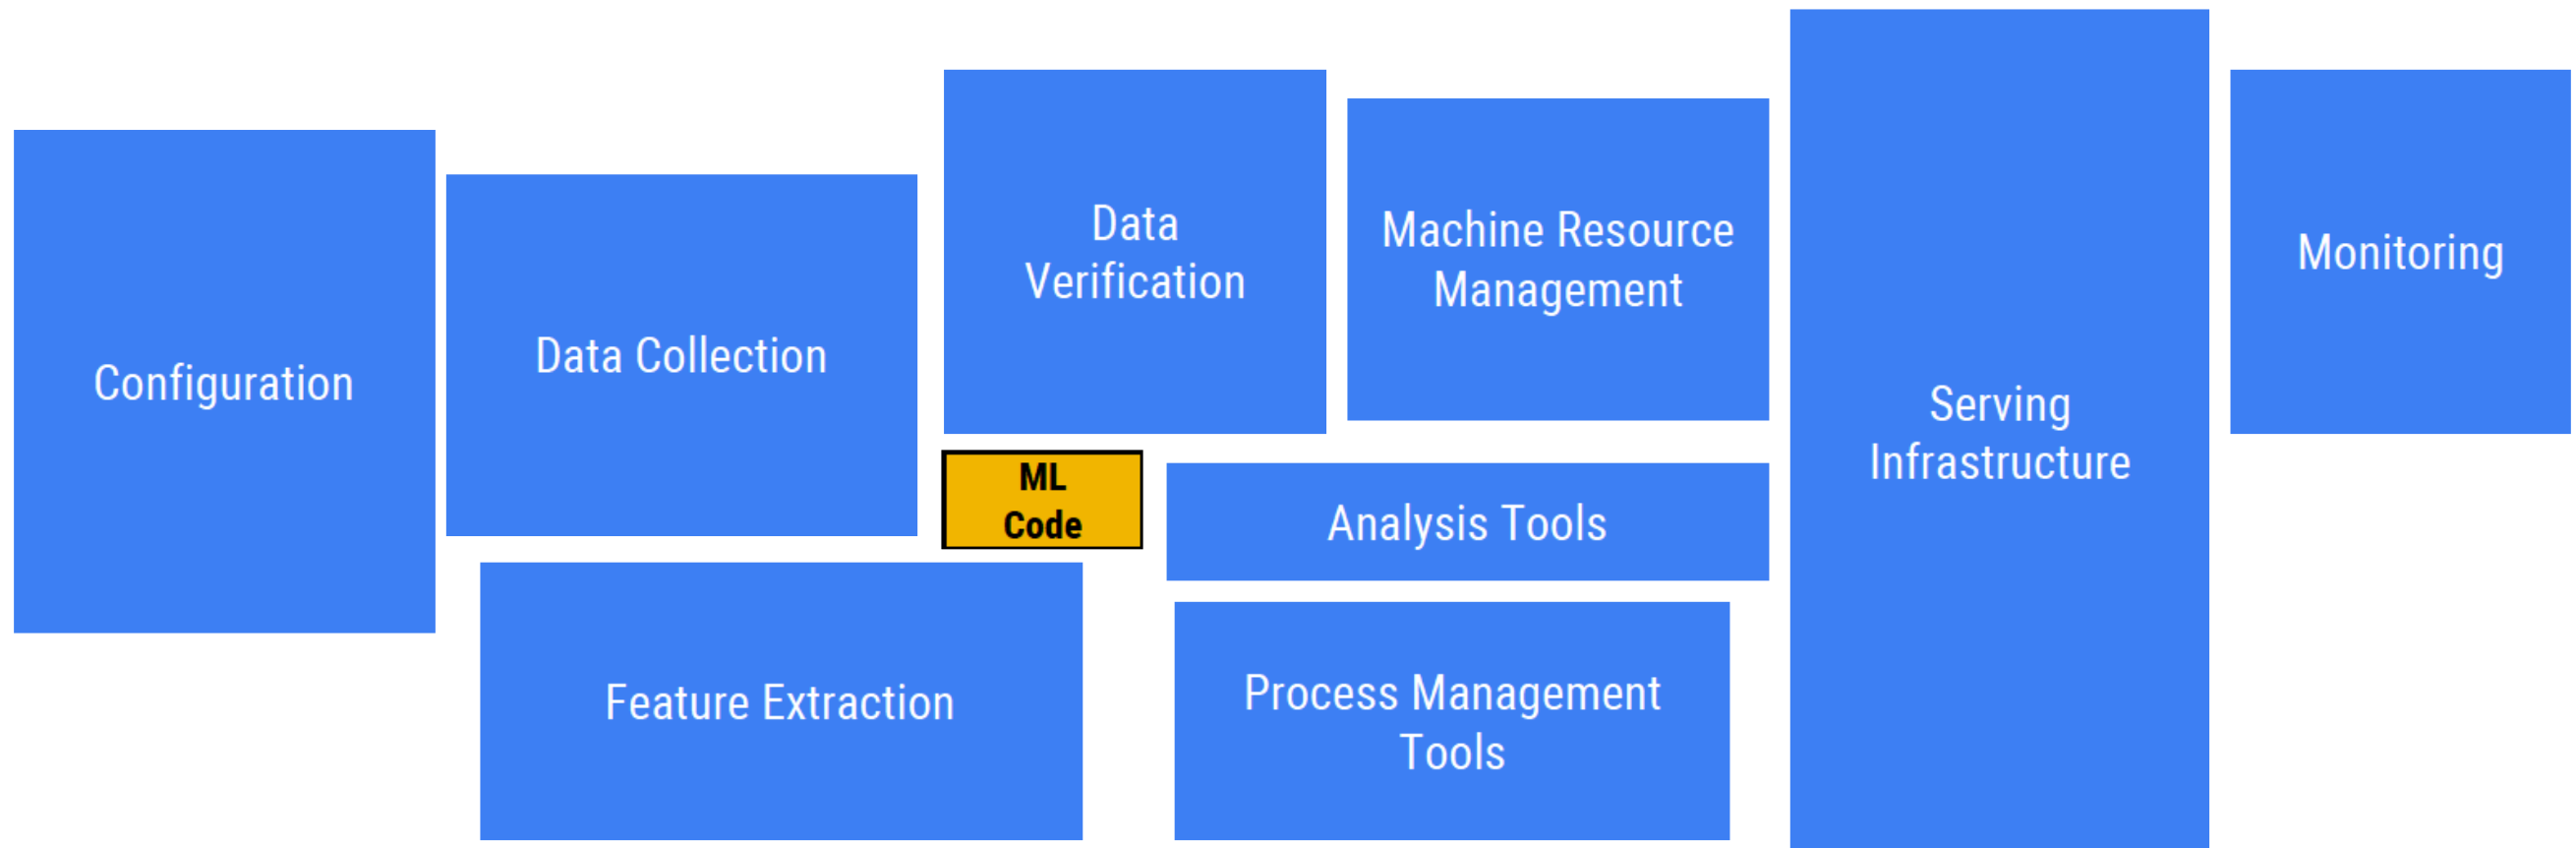 Configuration
Data Collection
Data
Verification
Machine Resource
Management
Serving
Infrastructure
Monitoring
ML
Code
Analysis Tools
Feature Extraction
Process Management
Tools